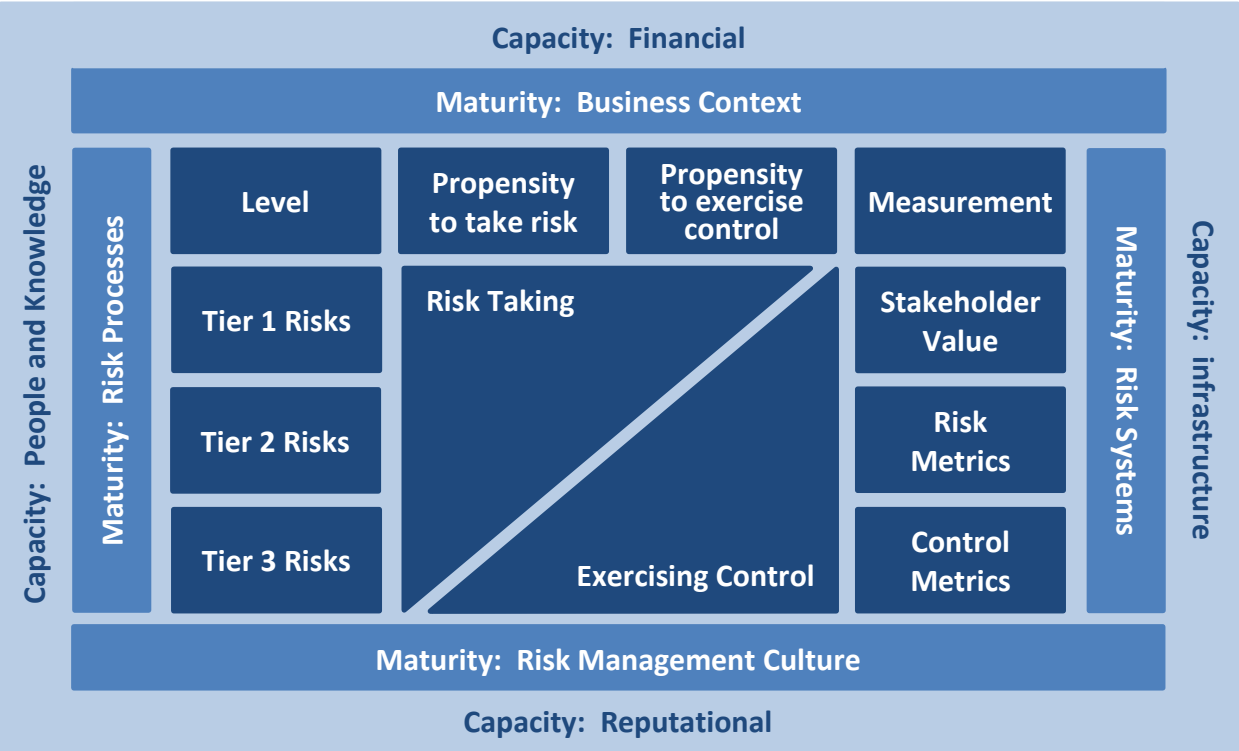 Capacity:  Financial
Maturity:  Business Context
Capacity:  People and Knowledge
Maturity:  Risk Processes
Level
Propensity
to take risk
Propensity
to exercise
control
Measurement
Tier 1 Risks
Risk Taking
Stakeholder
Value
Tier 2 Risks
Risk
Metrics
Tier 3 Risks
Exercising Control
Control
Metrics
Maturity:  Risk Systems
Capacity:  infrastructure
Maturity:  Risk Management Culture
Capacity:  Reputational